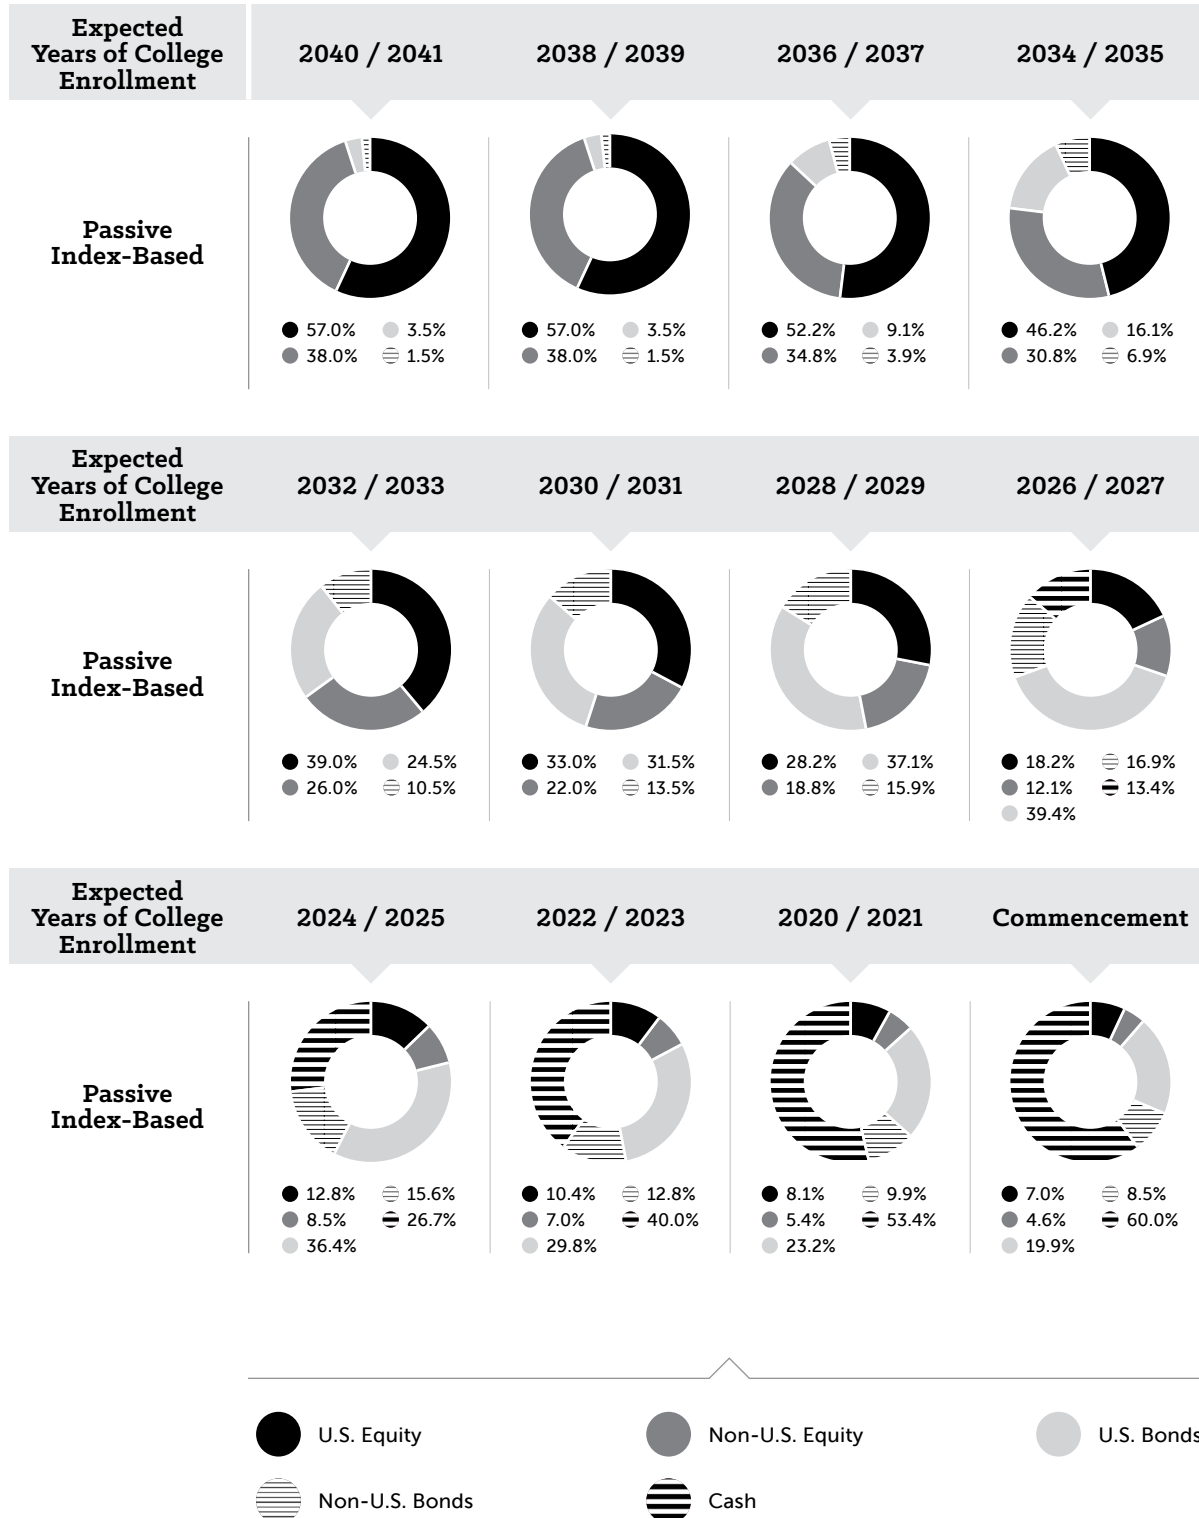 Expected
Years of College
Enrollment
2040 / 2041
2038 / 2039
2036 / 2037
2034 / 2035
Passive
Index-Based
57.0% 3.5%
38.0% 1.5%
57.0% 3.5%
38.0% 1.5%
52.2% 9.1%
34.8% 3.9%
46.2% 16.1%
30.8% 6.9%
Expected
Years of College
Enrollment
2032 / 2033
2030 / 2031
2028 / 2029
2026 / 2027
Passive
Index-Based
39.0% 24.5%
26.0% 10.5%
33.0% 31.5%
22.0% 13.5%
28.2% 37.1%
18.8% 15.9%
18.2% 16.9%
12.1% 13.4%
39.4%
Expected
Years of College
Enrollment
2024 / 2025
2022 / 2023
2020 / 2021
Commencement
Passive
Index-Based
12.8% 15.6%
8.5% 26.7%
36.4%
10.4% 12.8%
7.0% 40.0%
29.8%
8.1% 9.9%
5.4% 53.4%
23.2%
7.0% 8.5%
4.6% 60.0%
19.9%
U.S. Equity
Non-U.S. Equity
U.S. Bonds
Non-U.S. Bonds
Cash